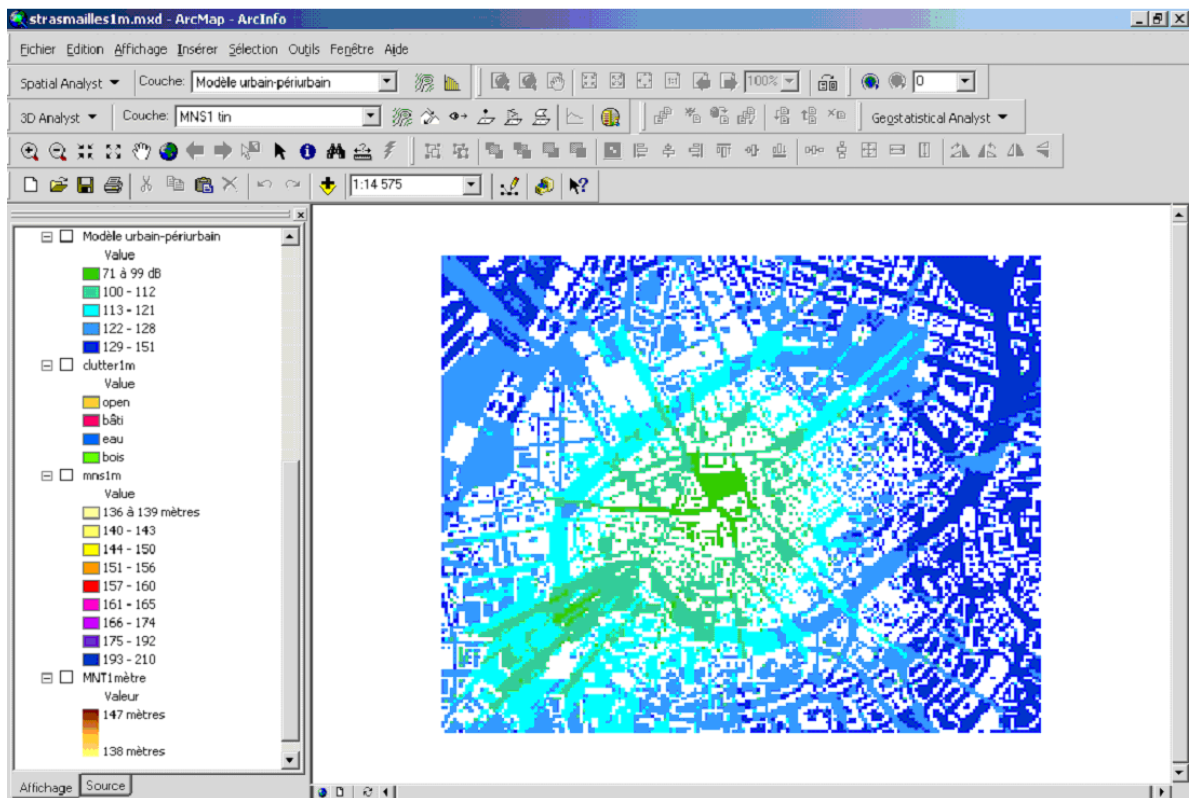 strasmailles1m.mxd - ArcMap - ArcInfo
Fichier Edition Affichage Insérer Sélection Outils Fenêtre Aide
Spatial Analyst Couche: Modèle urbain-périurbain 100% 0
3D Analyst Couche: MNS1 tin Geostatistical Analyst
1:14 575
Modèle urbain-périurbain
Value
71 à 99 dB
100 - 112
113 - 121
122 - 128
129 - 151
clutter1m
Value
open
bâti
eau
bois
mns1m
Value
136 à 139 mètres
140 - 143
144 - 150
151 - 156
157 - 160
161 - 165
166 - 174
175 - 192
193 - 210
MNT1mètre
Valeur
147 mètres
138 mètres
Affichage Source